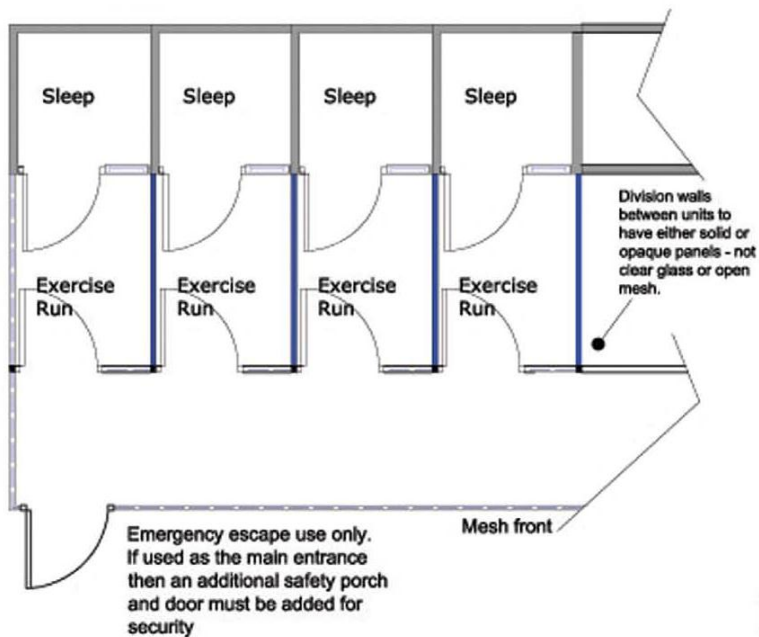 Sleep
Sleep
Sleep
Sleep
Division walls
between units to
have either solid or
opaque panels - not
clear glass or open
mesh.
Exercise
Run
Exercise
Run
Exercise
Run
Exercise
Run
Emergency escape use only.
If used as the main entrance
then an additional safety porch
and door must be added for
security
Mesh front